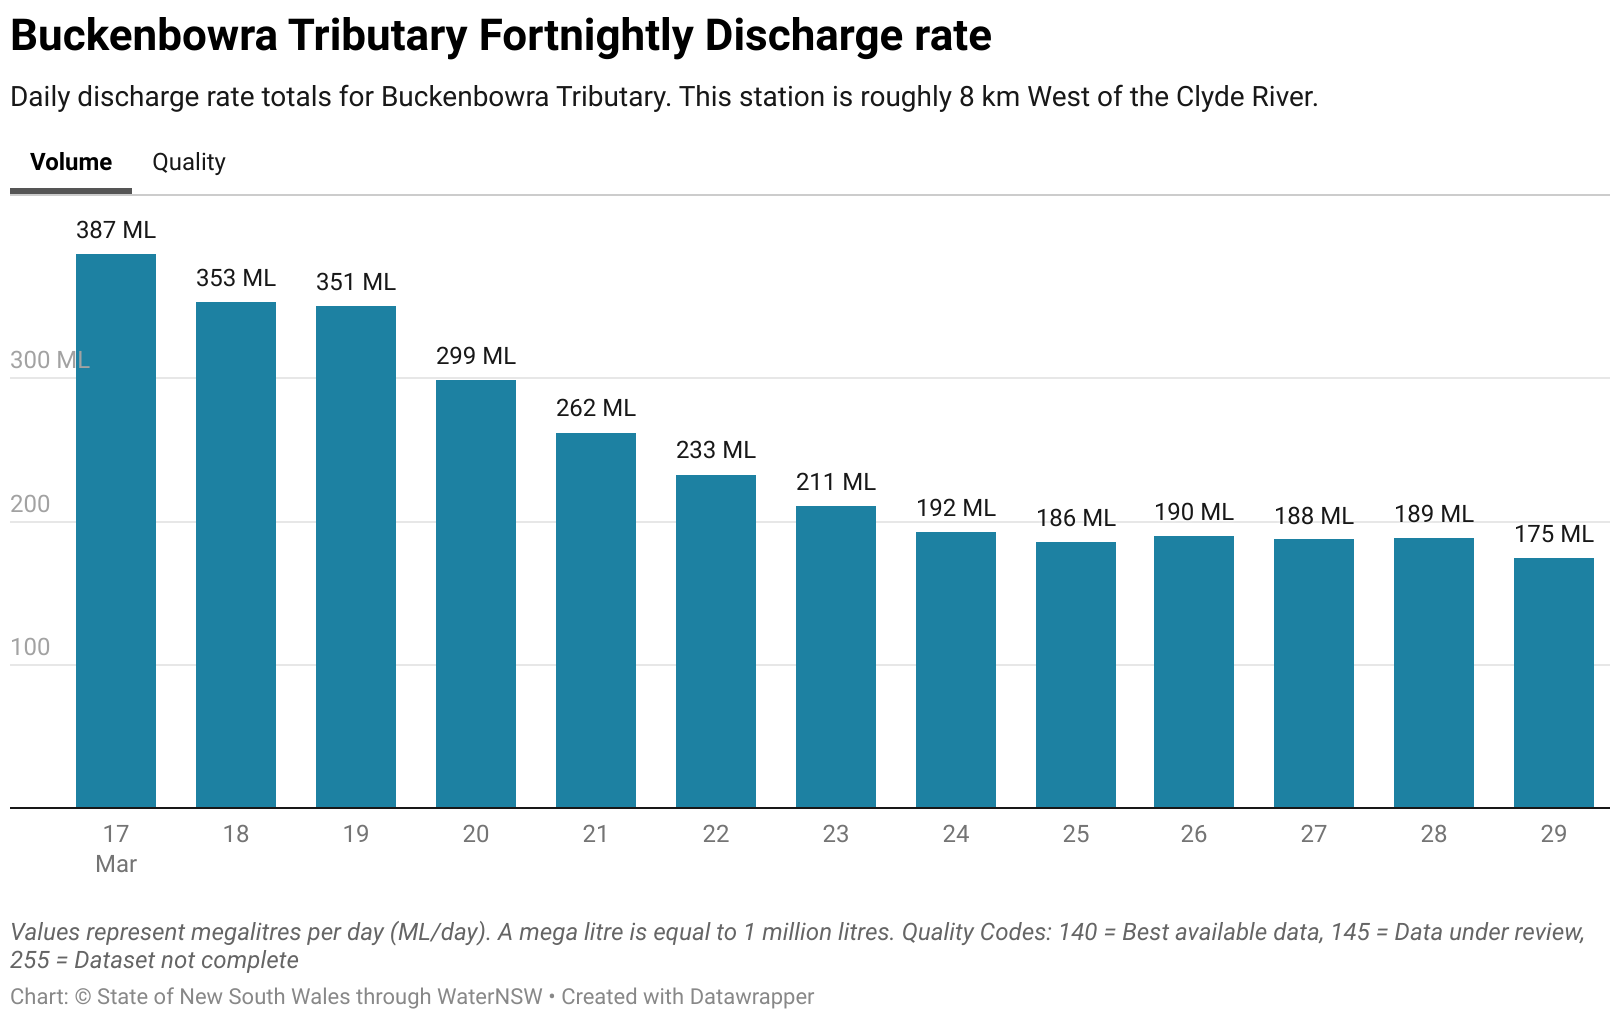 Buckenbowra Tributary Fortnightly Discharge rate
Daily discharge rate totals for Buckenbowra Tributary. This station is roughly 8 km West of the Clyde River.
Volume Quality
387 ML
353 ML
351 ML
300 ML
299 ML
262 ML
233 ML
211 ML
200
192 ML
186 ML
190 ML
188 ML
189 ML
175 ML
100
17 18 19 20 21 22 23 24 25 26 27 28 29
Mar
Values represent megalitres per day (ML/day). A mega litre is equal to 1 million litres. Quality Codes: 140 = Best available data, 145 = Data under review,
255 = Dataset not complete
Chart: © State of New South Wales through WaterNSW • Created with Datawrapper